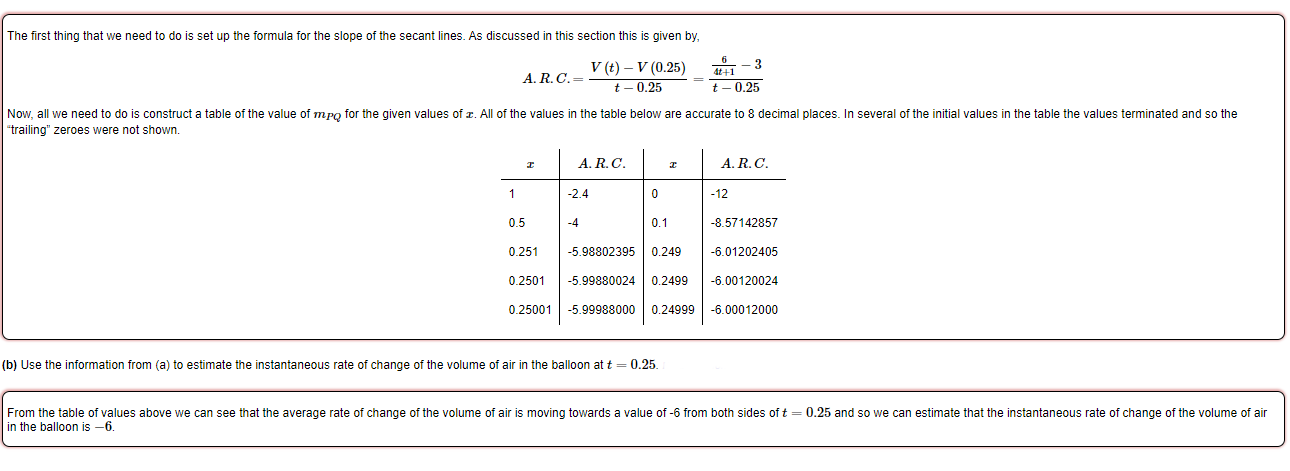 The first thing that we need to do is set up the formula for the slope of the secant lines. As discussed in this section this is given by,
A. R. C. = \frac{V (t) − V (0.25)}{t − 0.25} = \frac{\frac{6}{4t+1} − 3}{t − 0.25}
Now, all we need to do is construct a table of the value of m_{PQ} for the given values of x. All of the values in the table below are accurate to 8 decimal places. In several of the initial values in the table the values terminated and so the
“trailing” zeroes were not shown.
x A. R. C. x A. R. C.
1 -2.4 0 -12
0.5 -4 0.1 -8.57142857
0.251 -5.98802395 0.249 -6.01202405
0.2501 -5.99880024 0.2499 -6.00120024
0.25001 -5.99988000 0.24999 -6.00012000
(b) Use the information from (a) to estimate the instantaneous rate of change of the volume of air in the balloon at t = 0.25.
From the table of values above we can see that the average rate of change of the volume of air is moving towards a value of -6 from both sides of t = 0.25 and so we can estimate that the instantaneous rate of change of the volume of air
in the balloon is −6.